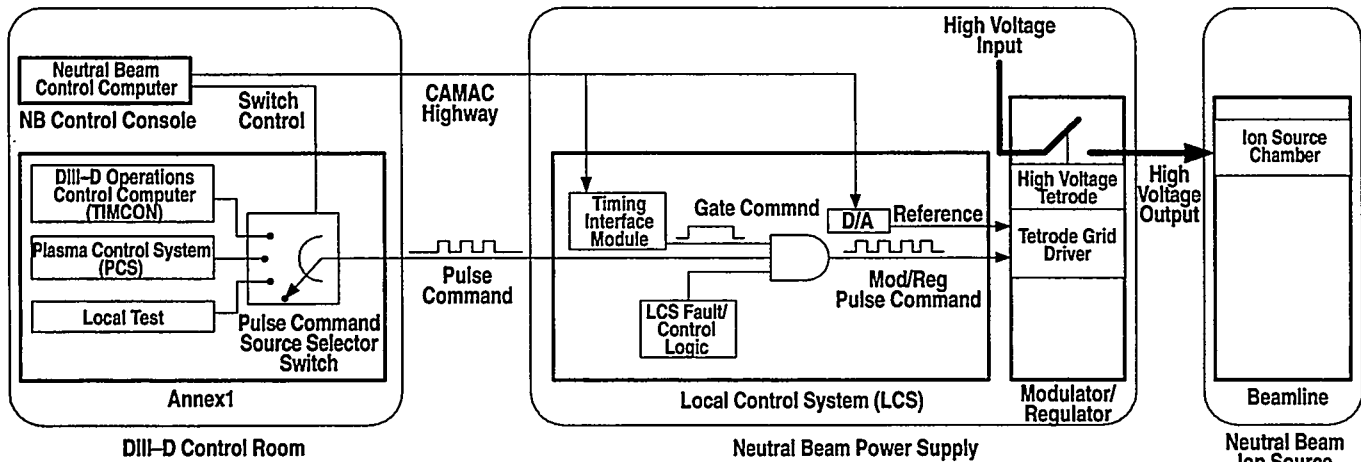 Neutral Beam
Control Computer
NB Control Console
Switch
Control
CAMAC
Highway
DIII–D Operations
Control Computer
(TIMCON)
Plasma Control System
(PCS)
Local Test
Pulse Command
Source Selector
Switch
Annex1
DIII–D Control Room
Pulse
Command
High Voltage
Input
Timing
Interface
Module
Gate Commnd
D/A
Reference
LCS Fault/
Control
Logic
Mod/Reg
Pulse Command
Local Control System (LCS)
High Voltage
Tetrode
Tetrode Grid
Driver
Modulator/
Regulator
Neutral Beam Power Supply
High
Voltage
Output
Ion Source
Chamber
Beamline
Neutral Beam
Ion Source